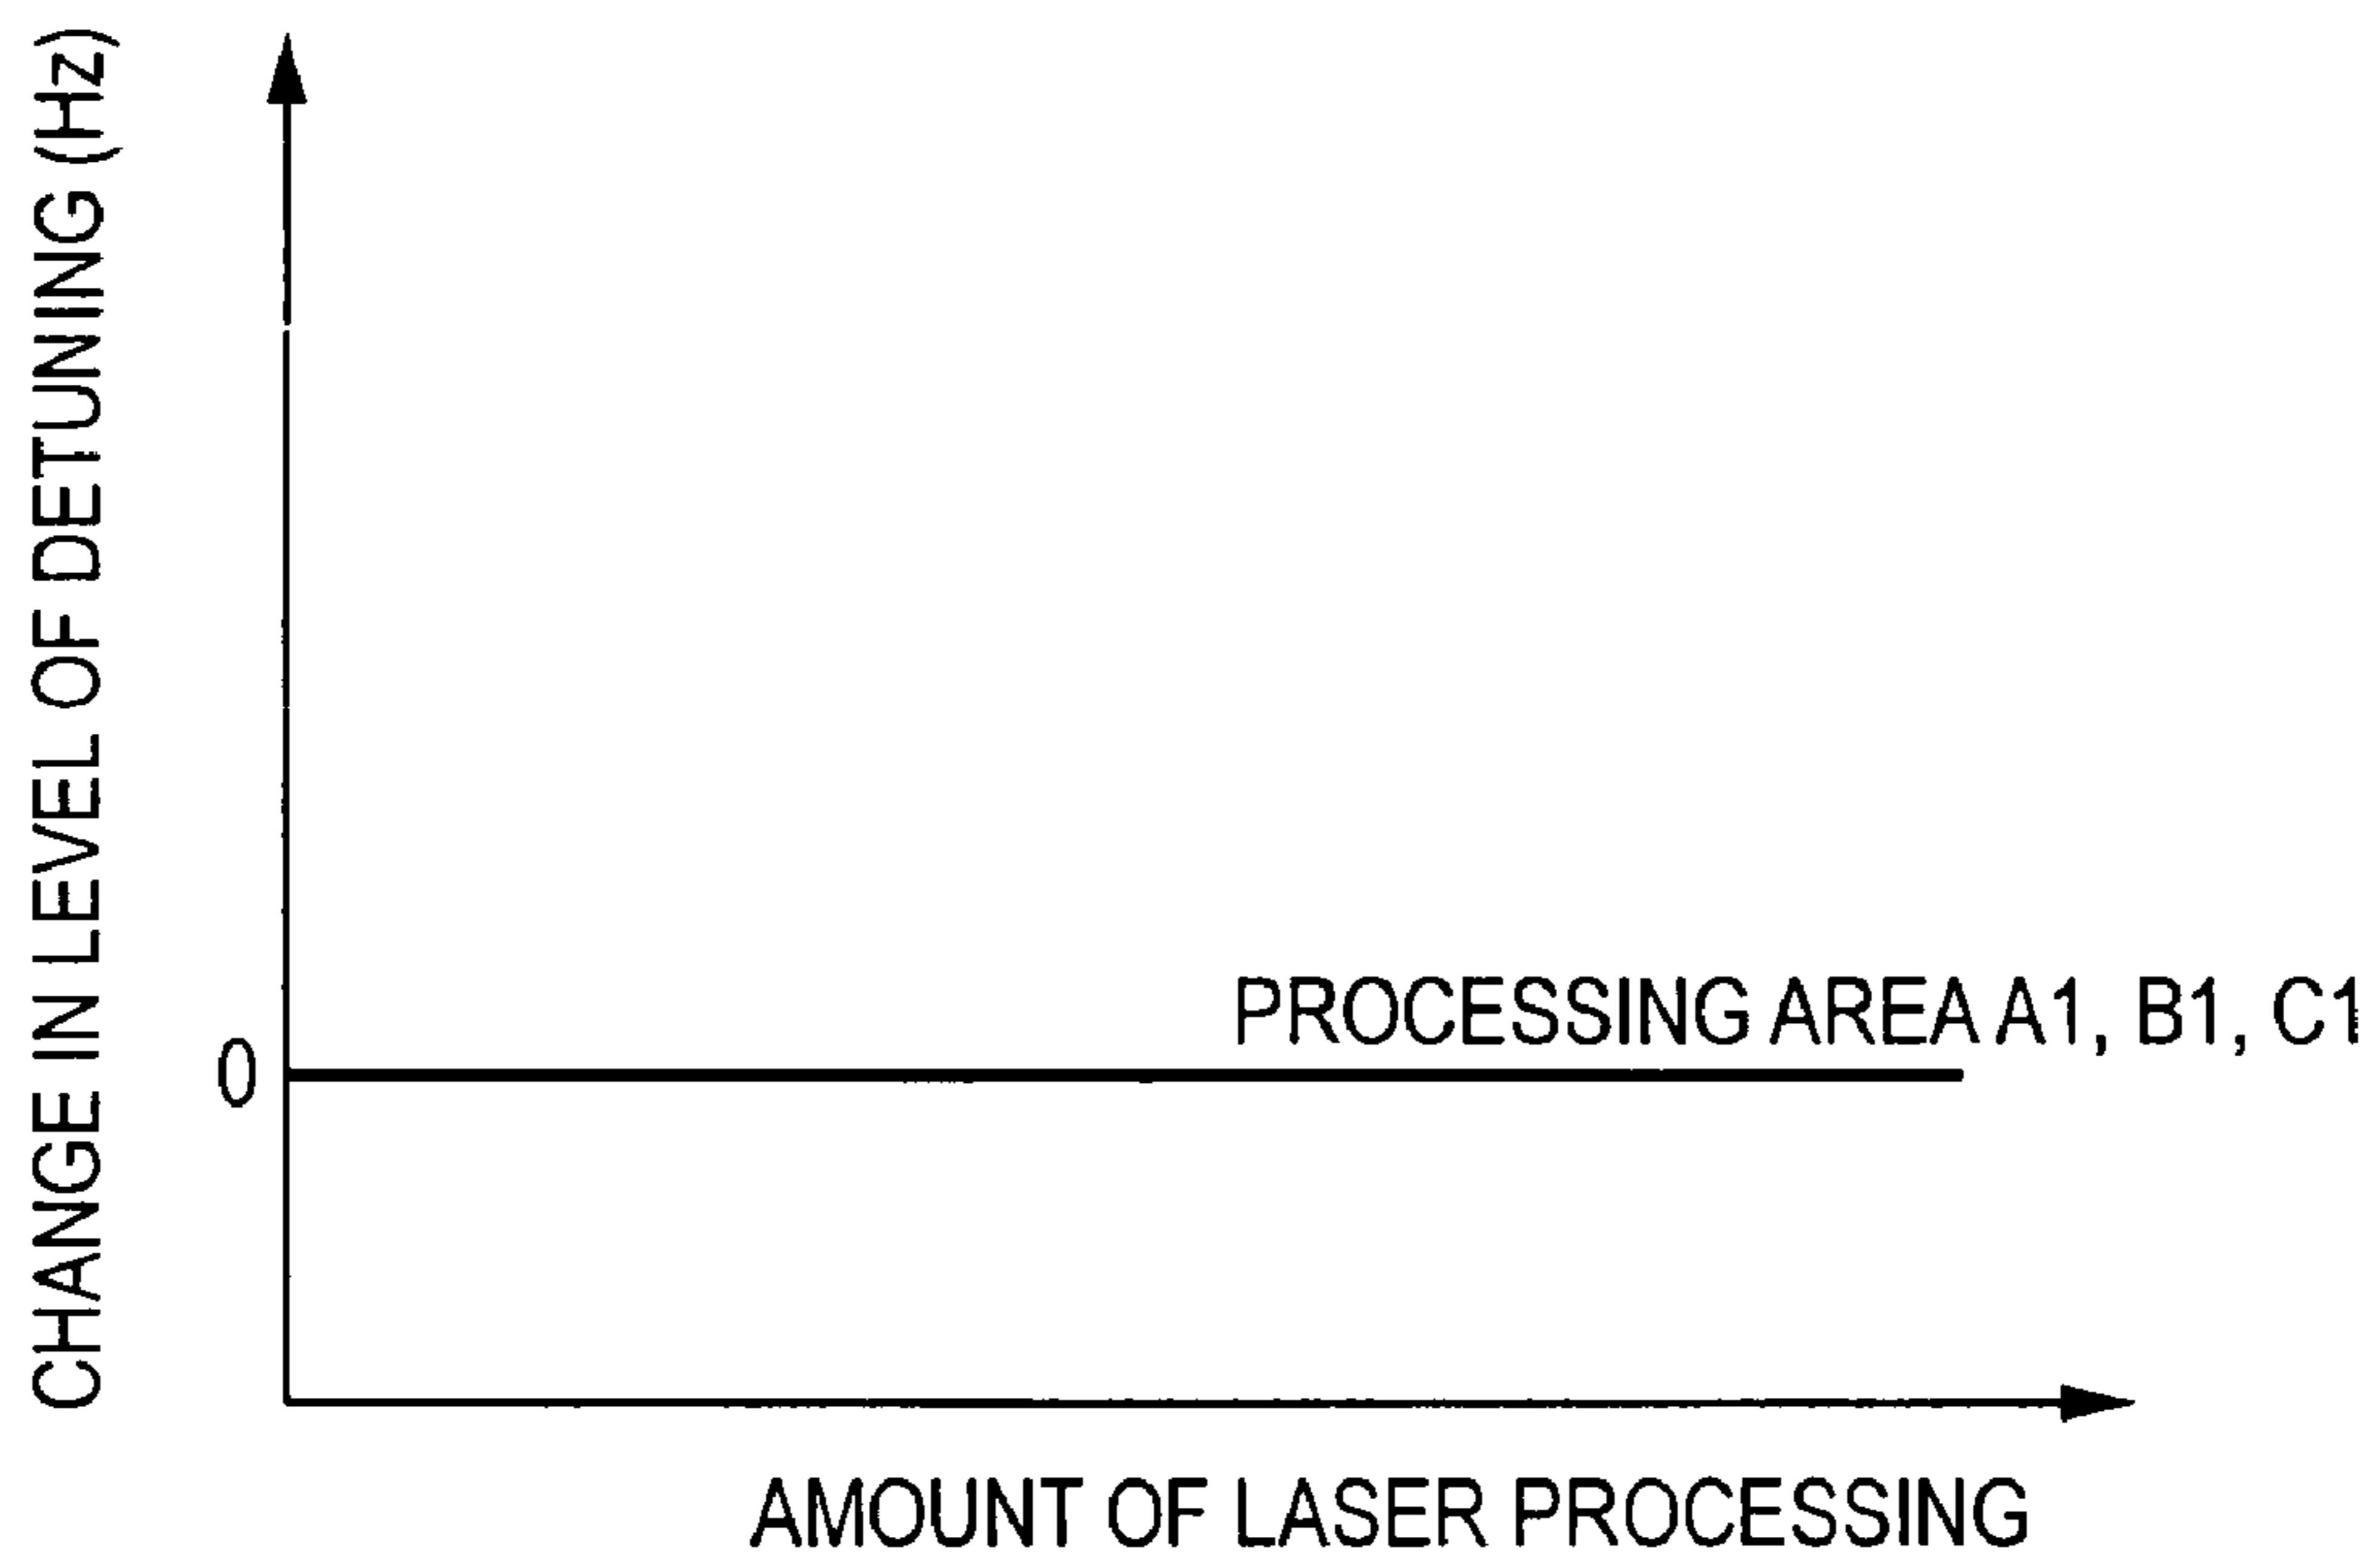 CHANGE IN LEVEL OF DETUNING (Hz)
PROCESSING AREA A1, B1, C1
0
AMOUNT OF LASER PROCESSING